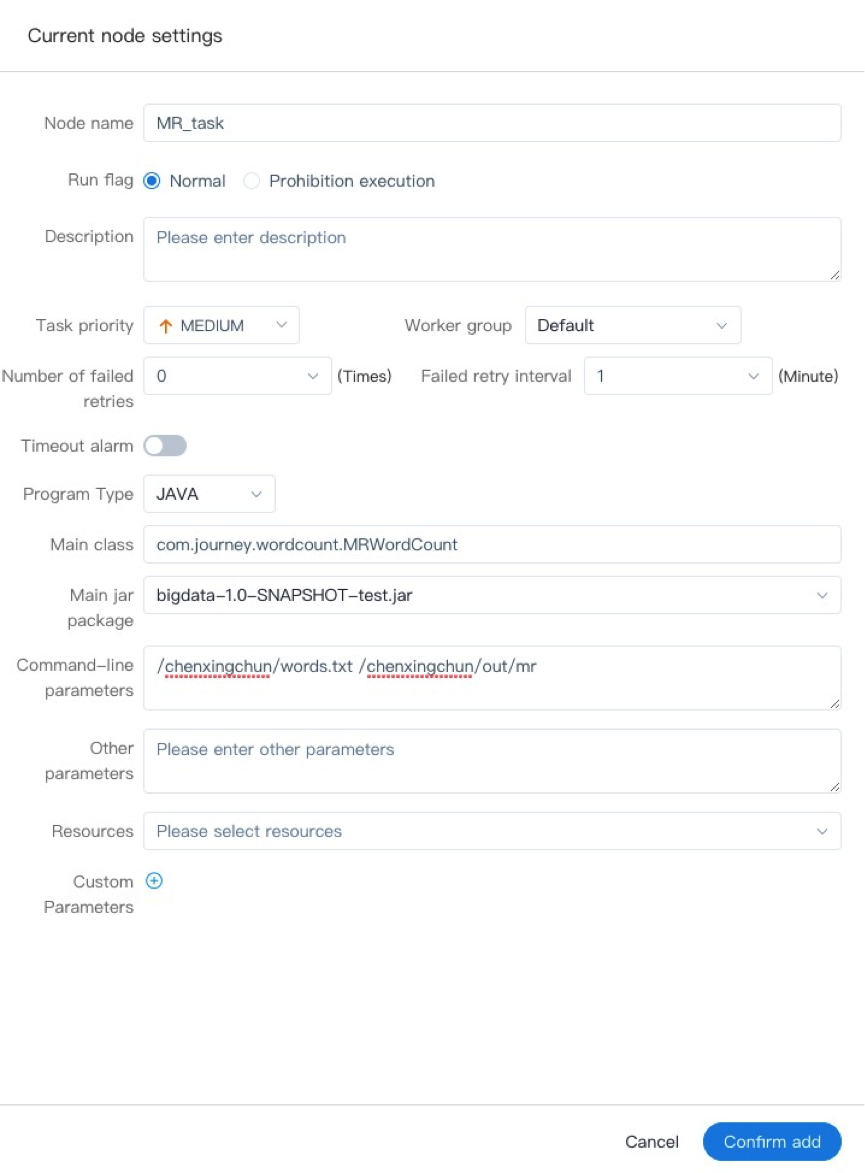 Current node settings
Node name MR_task
Run flag Normal Prohibition execution
Description Please enter description
Task priority MEDIUM Worker group Default
Number of failed retries 0 (Times) Failed retry interval 1 (Minute)
Timeout alarm
Program Type JAVA
Main class com.journey.wordcount.MRWordCount
Main jar package bigdata-1.0-SNAPSHOT-test.jar
Command-line parameters /chenxingchun/words.txt /chenxingchun/out/mr
Other parameters Please enter other parameters
Resources Please select resources
Custom Parameters
Cancel Confirm add